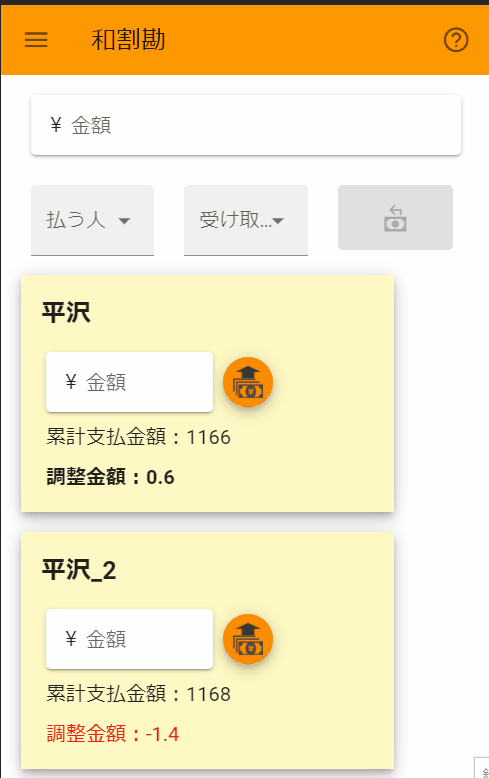 和割勘
¥ 金額
払う人
受け取...
平沢
¥ 金額
累計支払金額：1166
調整金額：0.6
平沢_2
¥ 金額
累計支払金額：1168
調整金額：-1.4